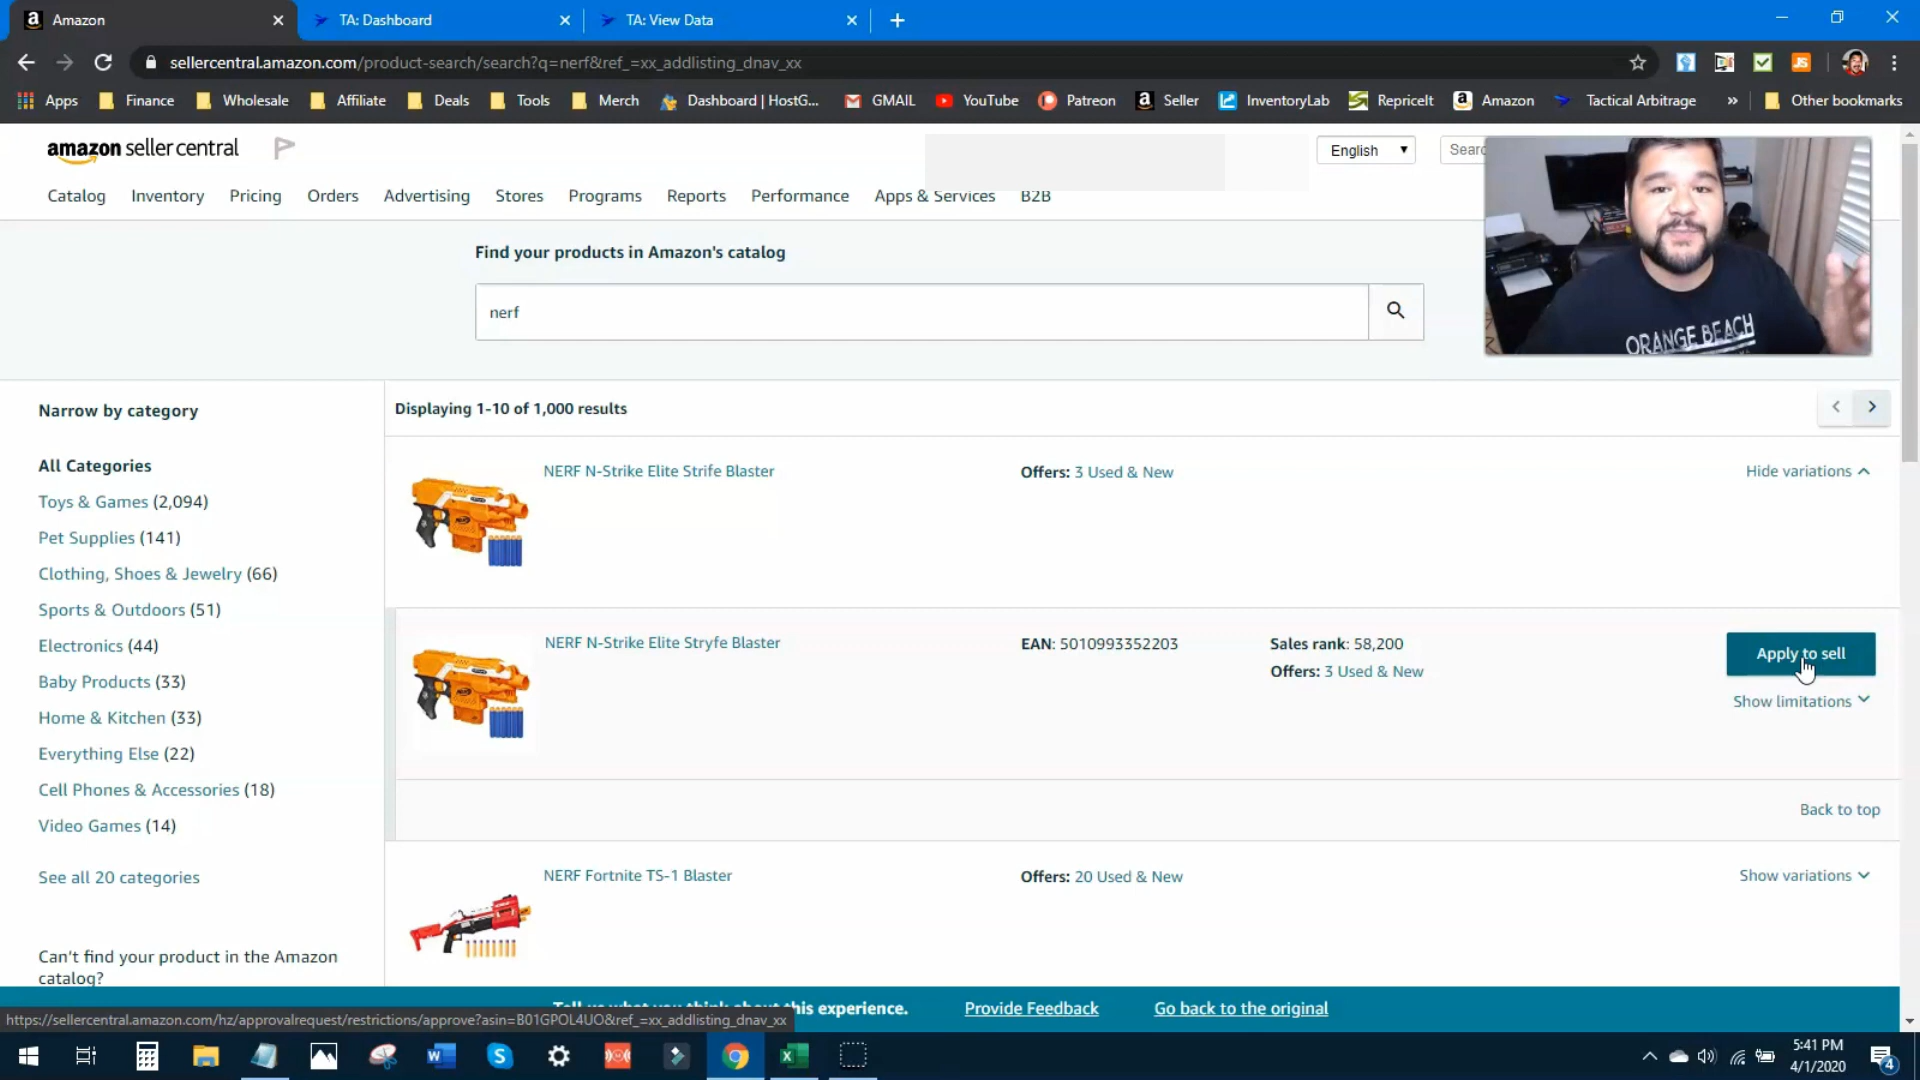 Amazon
TA: Dashboard
TA: View Data
sellercentral.amazon.com/product-search/search?q=nerf&ref_=xx_addlisting_dnav_xx
Apps
Finance
Wholesale
Affiliate
Deals
Tools
Merch
Dashboard | HostG...
GMAIL
YouTube
Patreon
Seller
InventoryLab
RepriceIt
Amazon
Tactical Arbitrage
»
Other bookmarks
amazon seller central
English
Searc
Catalog
Inventory
Pricing
Orders
Advertising
Stores
Programs
Reports
Performance
Apps & Services
B2B
ORANGE BEACH
Find your products in Amazon's catalog
nerf
Narrow by category
Displaying 1-10 of 1,000 results
All Categories
Toys & Games (2,094)
Pet Supplies (141)
Clothing, Shoes & Jewelry (66)
Sports & Outdoors (51)
Electronics (44)
Baby Products (33)
Home & Kitchen (33)
Everything Else (22)
Cell Phones & Accessories (18)
Video Games (14)
See all 20 categories
Can't find your product in the Amazon
catalog?
NERF N-Strike Elite Strife Blaster
Offers: 3 Used & New
Hide variations
NERF N-Strike Elite Stryfe Blaster
EAN: 5010993352203
Sales rank: 58,200
Offers: 3 Used & New
Apply to sell
Show limitations
Back to top
NERF Fortnite TS-1 Blaster
Offers: 20 Used & New
Show variations
Tell us what you think about this experience.
Provide Feedback
Go back to the original
https://sellercentral.amazon.com/hz/approvalrequest/restrictions/approve?asin=B01GPOL4UO&ref_=xx_addlisting_dnav_xx
5:41 PM
4/1/2020
4